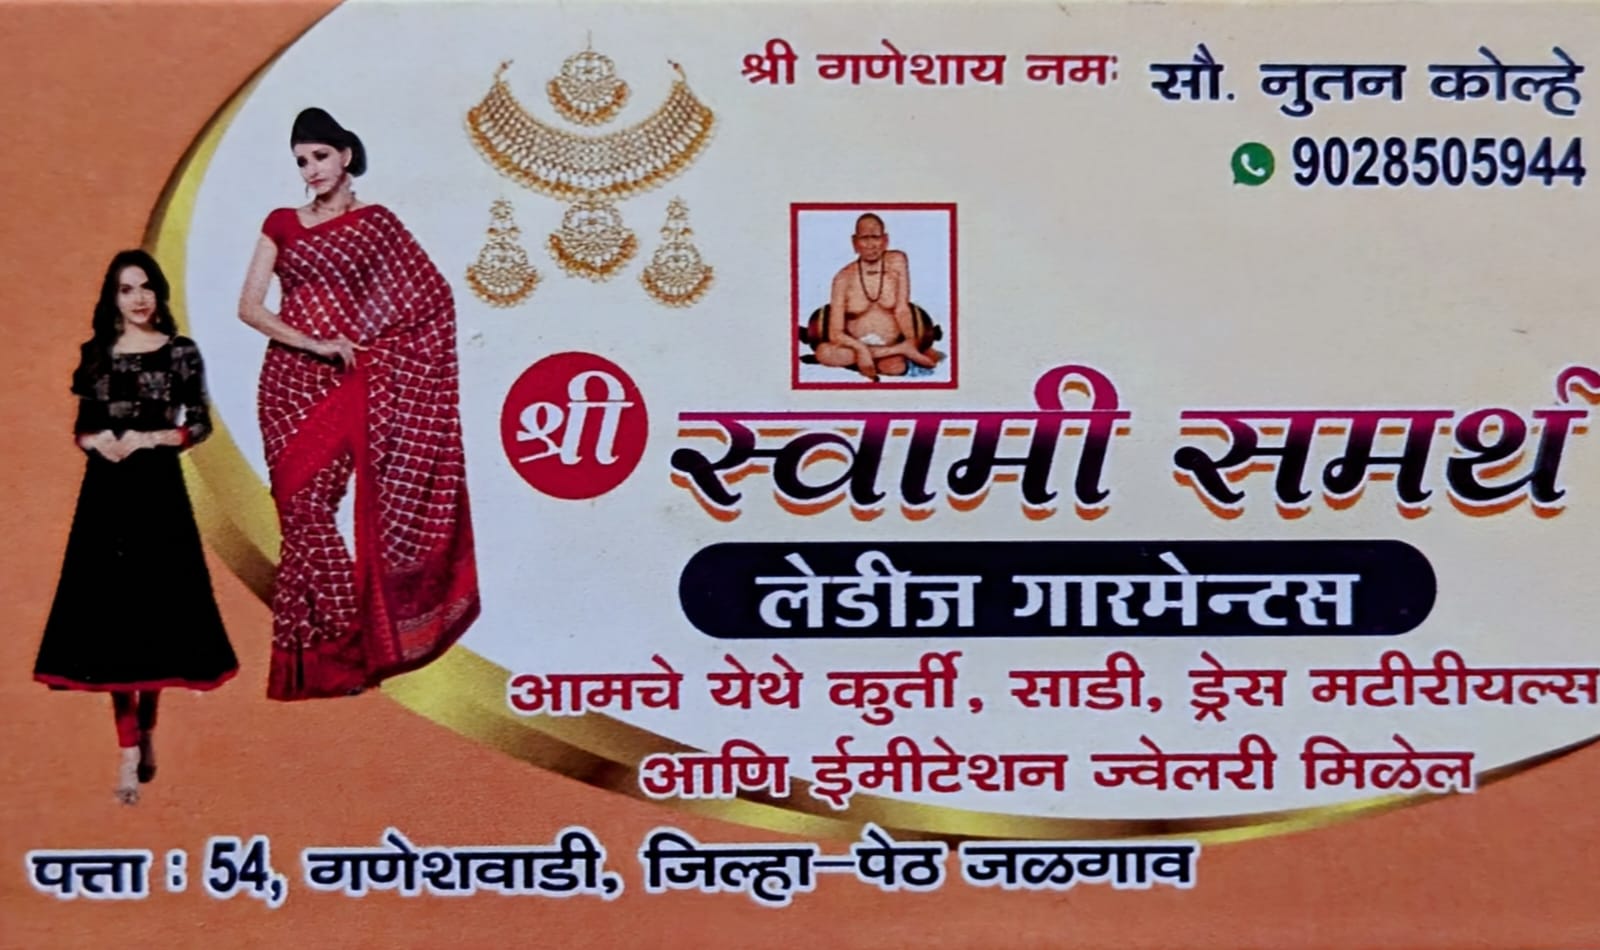 श्री गणेशाय नमः
सौ. नुतन कोल्हे
9028505944
श्री स्वामी समर्थ
लेडीज गारमेन्टस
आमचे येथे कुर्ती, साडी, ड्रेस मटीरीयल्स
आणि ईमीटेशन ज्वेलरी मिळेल
पत्ता : 54, गणेशवाडी, जिल्हा-पेठ जळगाव